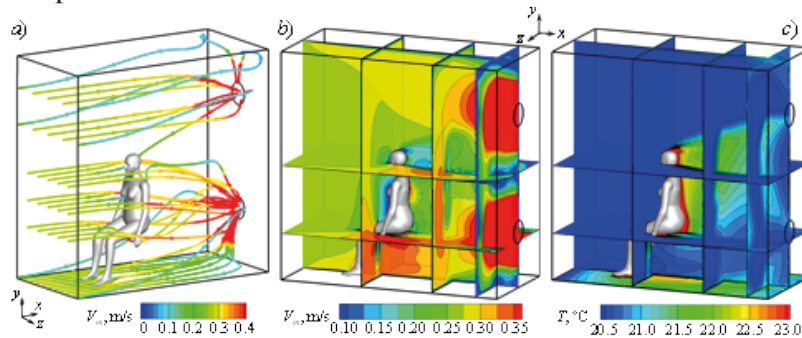 a)
b)
c)
y
z
x
y
x
z
V_m, m/s
0 0.1 0.2 0.3 0.4
V_m, m/s
0.10 0.15 0.20 0.25 0.30 0.35
T, °C
20.5 21.0 21.5 22.0 22.5 23.0